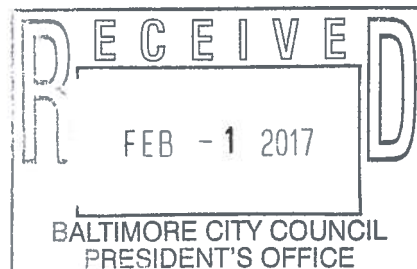 RECEIVED
FEB - 1 2017
BALTIMORE CITY COUNCIL
PRESIDENT'S OFFICE